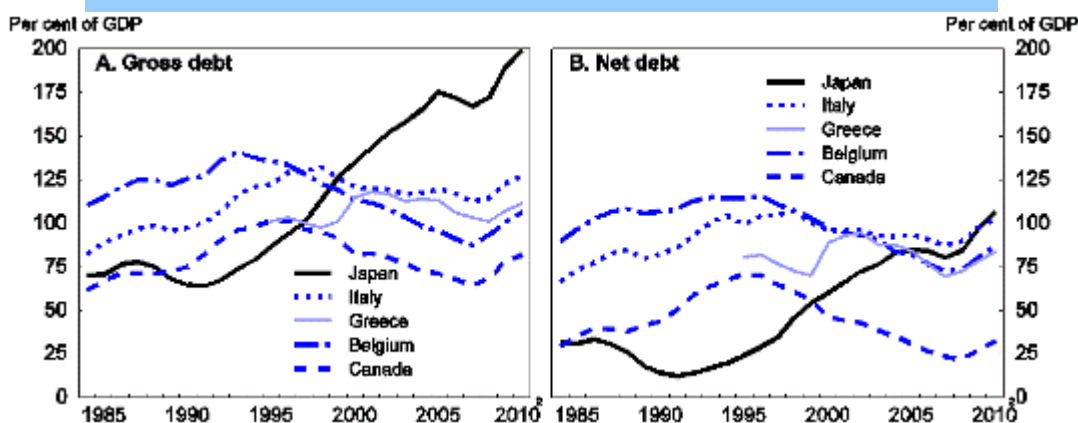 Per cent of GDP
Per cent of GDP
A. Gross debt
200
175
150
125
100
75
50
25
0
Japan
Italy
Greece
Belgium
Canada
1985 1990 1995 2000 2005 2010 2
B. Net debt
Japan
Italy
Greece
Belgium
Canada
200
175
150
125
100
75
50
25
0
1985 1990 1995 2000 2005 2010 2